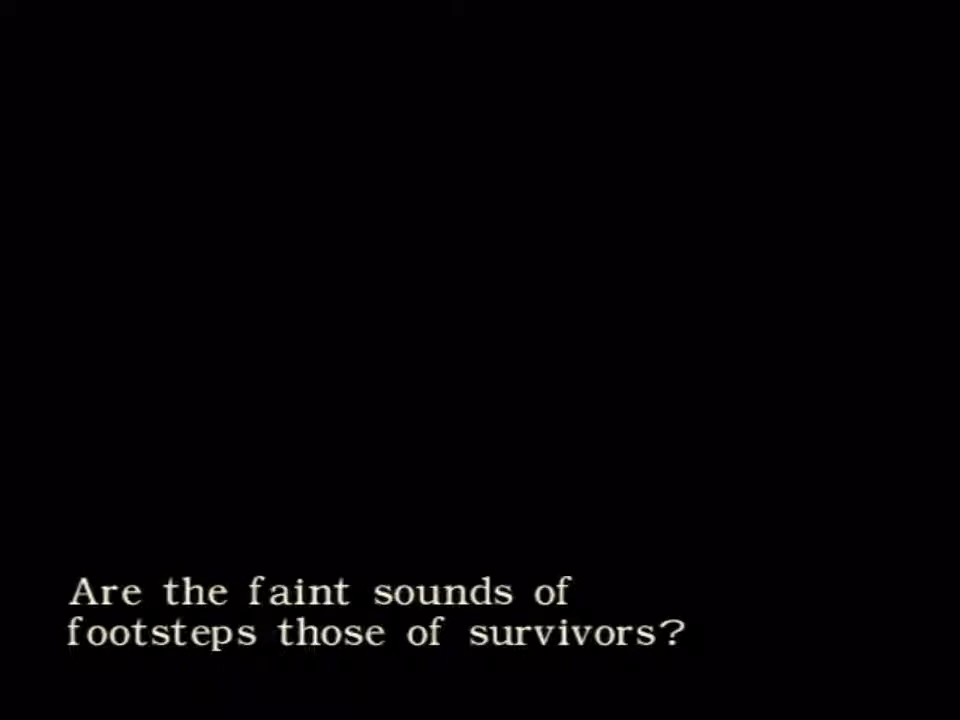 Are the faint sounds of
footsteps those of survivors?